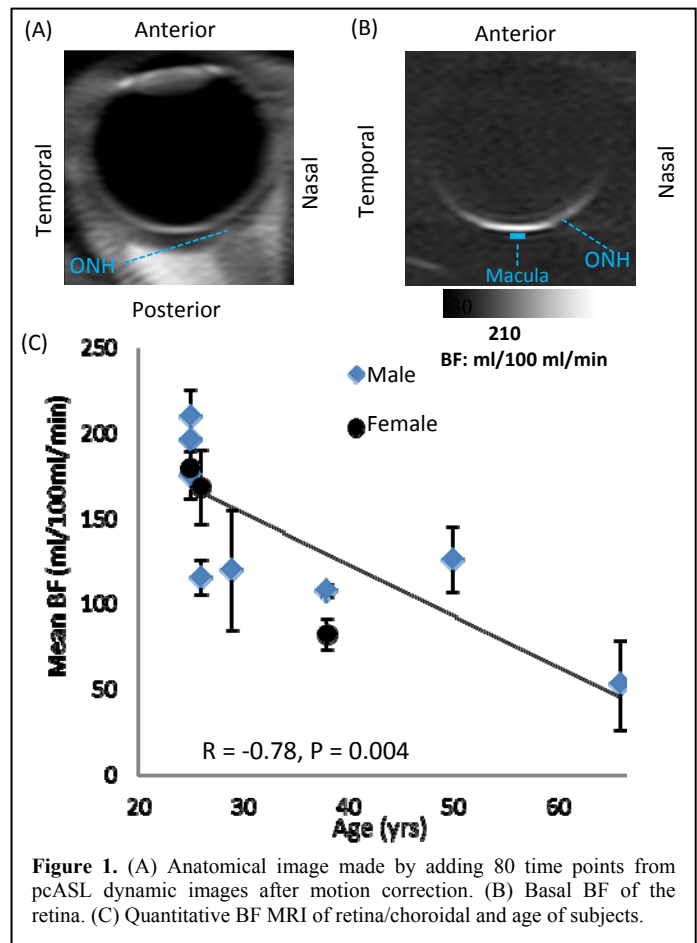 (A)
Anterior
Temporal
Nasal
ONH
Posterior
(B)
Anterior
Temporal
Nasal
Macula
ONH
30
210
BF: ml/100 ml/min
(C)
Mean BF (ml/100ml/min)
250
200
150
100
50
0
Male
Female
R = -0.78, P = 0.004
20
30
40
50
60
Age (yrs)
Figure 1. (A) Anatomical image made by adding 80 time points from
pcASL dynamic images after motion correction. (B) Basal BF of the
retina. (C) Quantitative BF MRI of retina/choroidal and age of subjects.